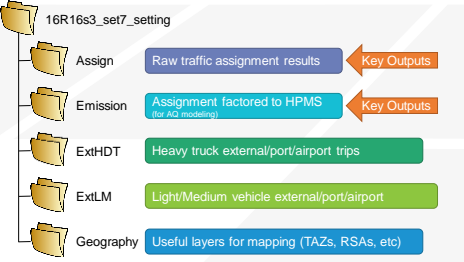 16R16s3_set7_setting
Assign Raw traffic assignment results Key Outputs
Emission Assignment factored to HPMS Key Outputs
(for AQ modeling)
ExtHDT Heavy truck external/port/airport trips
ExtLM Light/Medium vehicle external/port/airport
Geography Useful layers for mapping (TAZs, RSAs, etc)